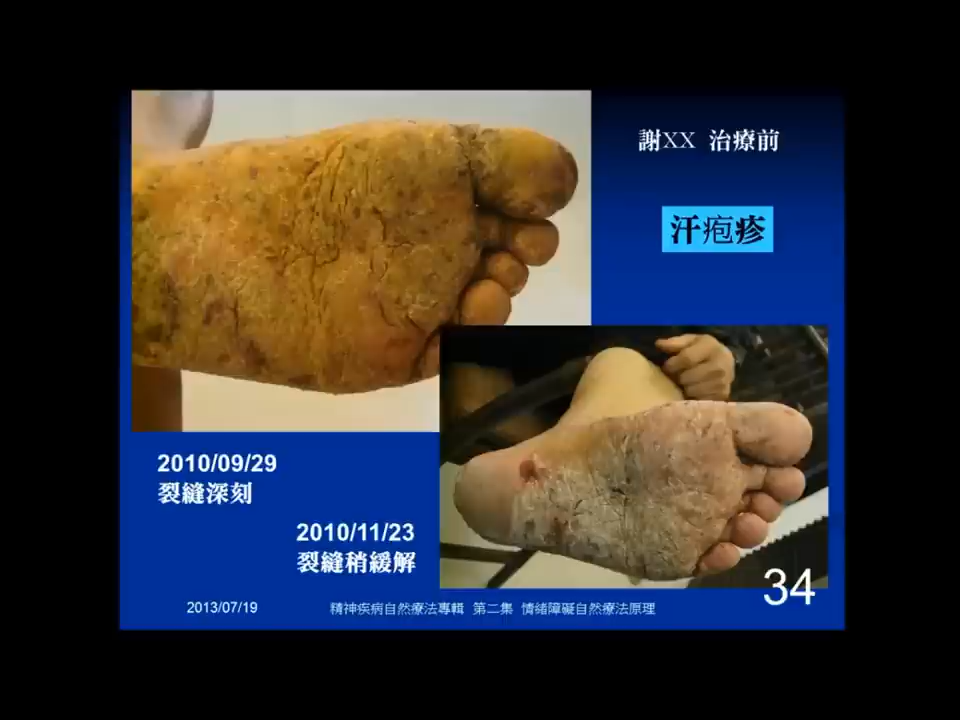 謝XX 治療前
汗疱疹
2010/09/29
裂縫深刻
2010/11/23
裂縫稍緩解
34
2013/07/19
精神疾病自然療法專輯 第二集 情緒障礙自然療法原理